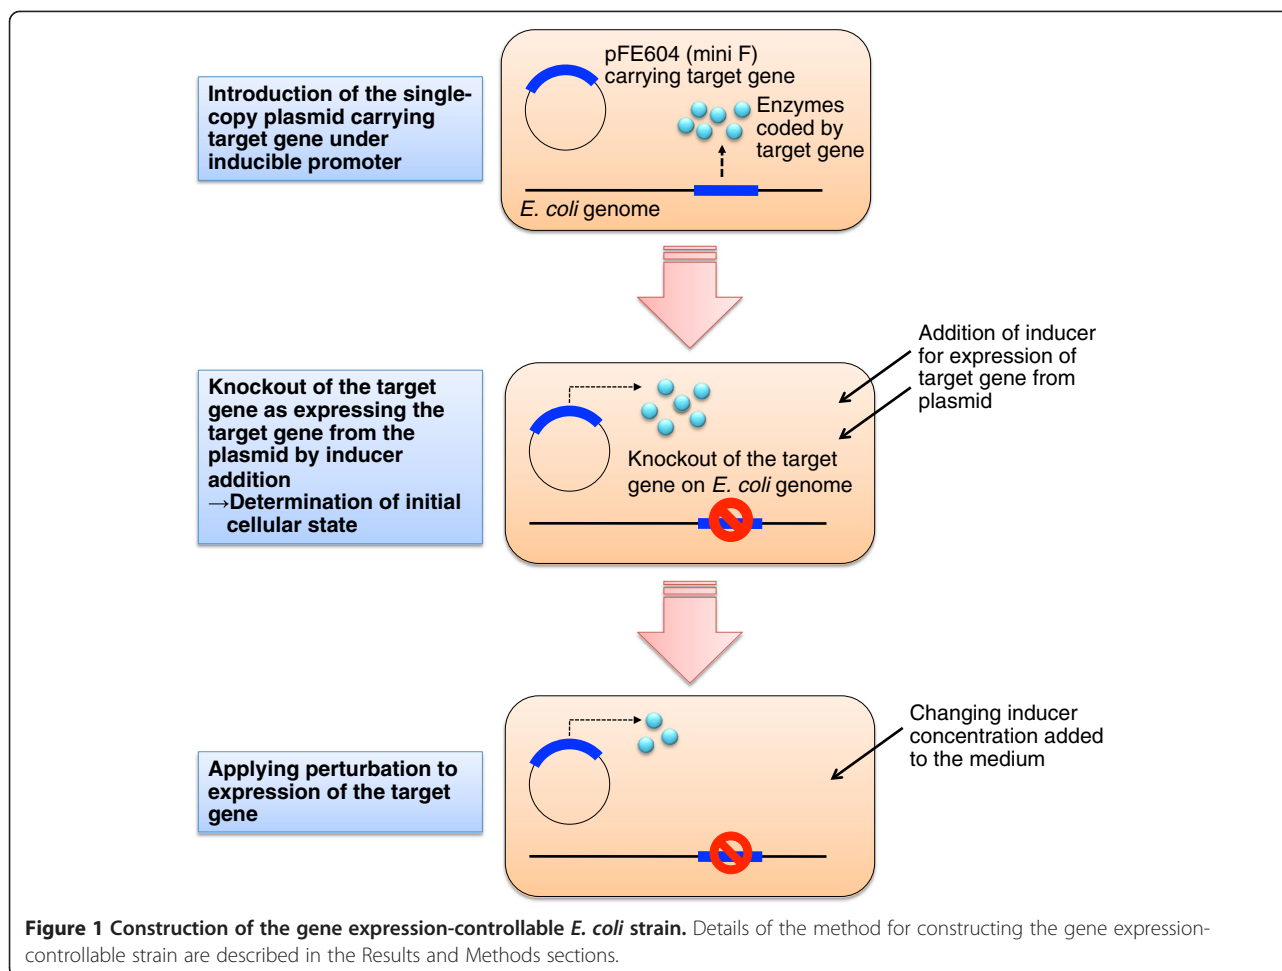 Introduction of the single-
copy plasmid carrying
target gene under
inducible promoter
pFE604 (mini F)
carrying target gene
Enzymes
coded by
target gene
E. coli genome
Knockout of the target
gene as expressing the
target gene from the
plasmid by inducer
addition
→Determination of initial
cellular state
Knockout of the target
gene on E. coli genome
Addition of inducer
for expression of
target gene from
plasmid
Applying perturbation to
expression of the target
gene
Changing inducer
concentration added
to the medium
Figure 1 Construction of the gene expression-controllable E. coli strain. Details of the method for constructing the gene expression-
controllable strain are described in the Results and Methods sections.